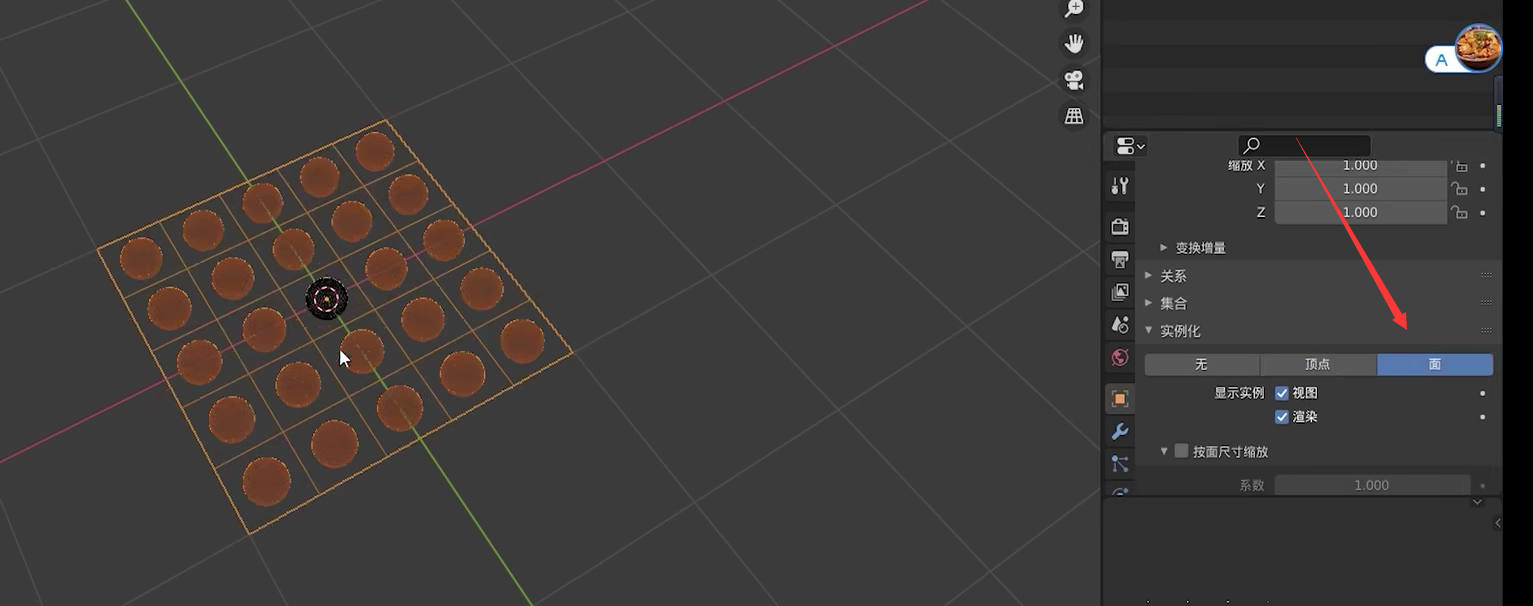 A
缩放 X 1.000
Y 1.000
Z 1.000
变换增量
关系
集合
实例化
无 顶点 面
显示实例 视图
渲染
按面尺寸缩放
系数 1.000